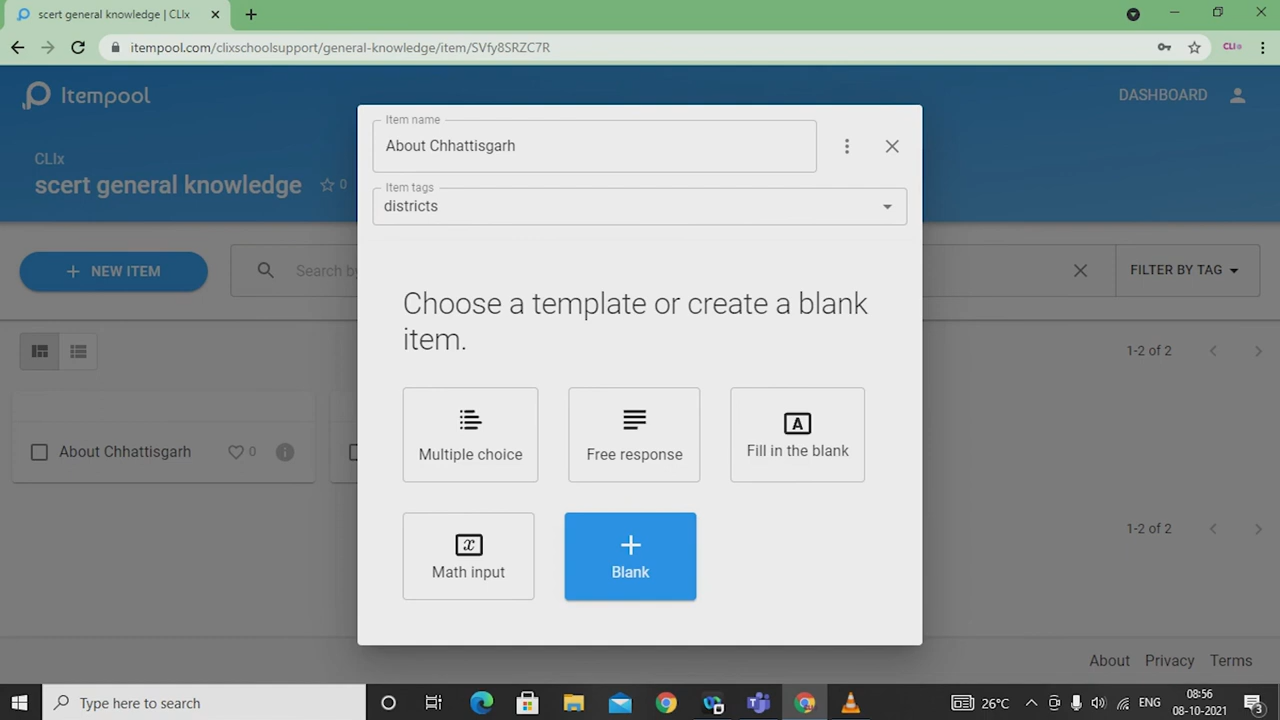 scert general knowledge | CLIx
itempool.com/clixschoolsupport/general-knowledge/item/SVfy8SRZC7R
Itempool
DASHBOARD
CLIx
scert general knowledge
0
Item name
About Chhattisgarh
Item tags
districts
NEW ITEM
Search by
FILTER BY TAG
Choose a template or create a blank
item.
1-2 of 2
Multiple choice
Free response
A
Fill in the blank
About Chhattisgarh
0
x
Math input
Blank
1-2 of 2
About Privacy Terms
Type here to search
26°C
ENG
08:56
08-10-2021
3